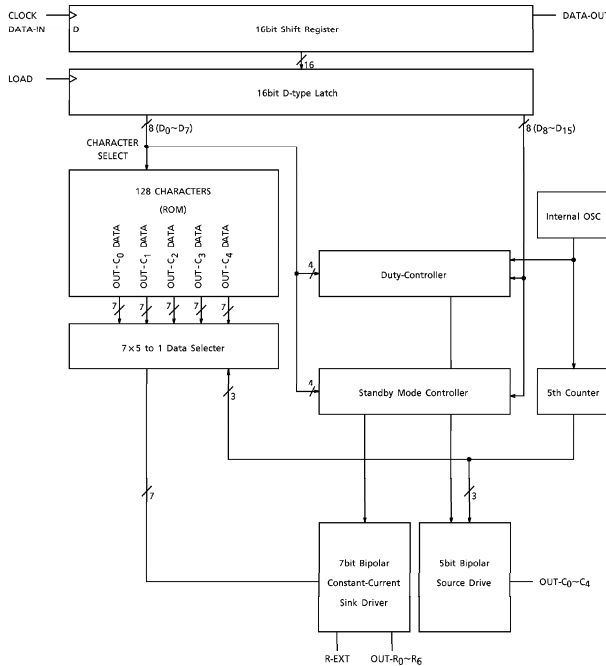 CLOCK
DATA-IN
D
16bit Shift Register
DATA-OUT
16
LOAD
16bit D-type Latch
8 (D0~D7)
8 (D8~D15)
CHARACTER
SELECT
128 CHARACTERS
(ROM)
OUT-C0 DATA
OUT-C1 DATA
OUT-C2 DATA
OUT-C3 DATA
OUT-C4 DATA
Internal OSC
4
Duty-Controller
7
7
7
7
7
7×5 to 1 Data Selecter
4
Standby Mode Controller
5th Counter
3
7
3
7bit Bipolar
Constant-Current
Sink Driver
5bit Bipolar
Source Drive
OUT-C0~C4
R-EXT
OUT-R0~R6